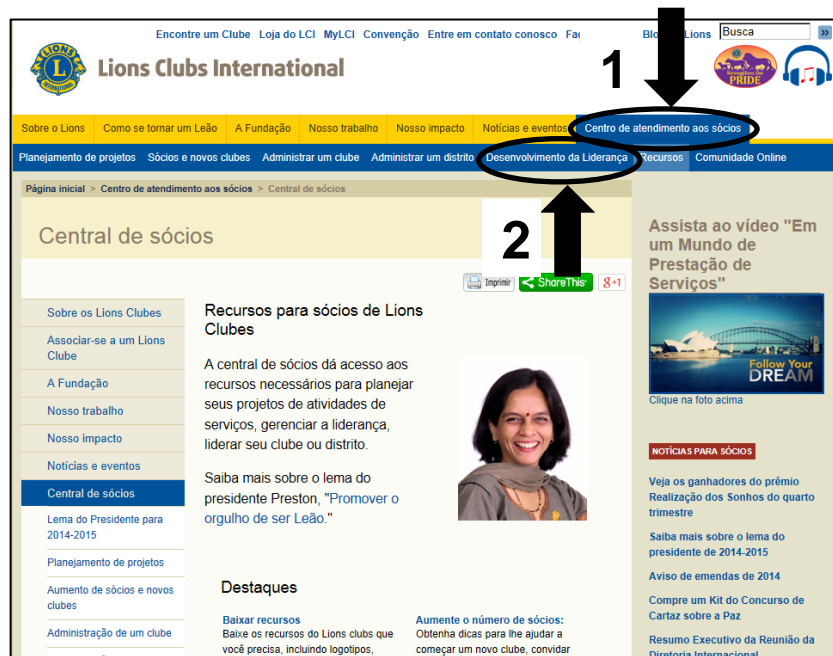 Encontre um Clube Loja do LCI MyLCI Convenção Entre em contato conosco
Lions
Busca
»
LIONS
L
INTERNATIONAL
Lions Clubs International
1
Strengthen the
PRIDE
Sobre o Lions Como se tornar um Leão A Fundação Nosso trabalho Nosso impacto Notícias e eventos Centro de atendimento aos sócios
Planejamento de projetos Sócios e novos clubes Administrar um clube Administrar um distrito Desenvolvimento da Liderança Recursos Comunidade Online
Página inicial > Centro de atendimento aos sócios > Central de sócios
Central de sócios
2
Imprimir ShareThis g+1
Sobre os Lions Clubes
Associar-se a um Lions
Clube
A Fundação
Nosso trabalho
Nosso impacto
Notícias e eventos
Central de sócios
Lema do Presidente para
2014-2015
Planejamento de projetos
Aumento de sócios e novos
clubes
Administração de um clube
Recursos para sócios de Lions
Clubes
A central de sócios dá acesso aos
recursos necessários para planejar
seus projetos de atividades de
serviços, gerenciar a liderança,
liderar seu clube ou distrito.
Saiba mais sobre o lema do
presidente Preston, "Promover o
orgulho de ser Leão."
Destaques
Baixar recursos
Baixe os recursos do Lions clubs que
você precisa, incluindo logotipos,
Aumente o número de sócios:
Obtenha dicas para lhe ajudar a
começar um novo clube, convidar
Assista ao vídeo "Em
um Mundo de
Prestação de
Serviços"
Follow Your
DREAM
Clique na foto acima
NOTÍCIAS PARA SÓCIOS
Veja os ganhadores do prêmio
Realização dos Sonhos do quarto
trimestre
Saiba mais sobre o lema do
presidente de 2014-2015
Aviso de emendas de 2014
Compre um Kit do Concurso de
Cartaz sobre a Paz
Resumo Executivo da Reunião da
Diretoria Internacional